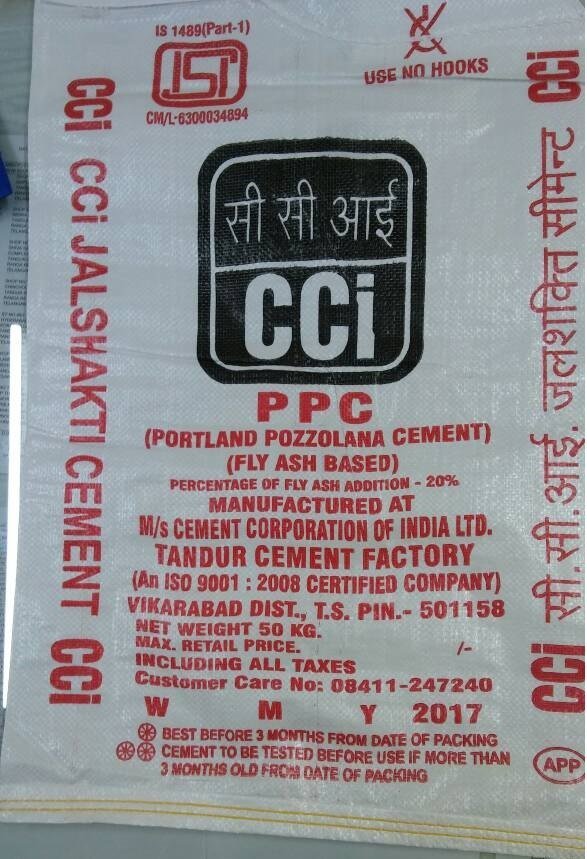 IS 1489(Part-1)
ISI
CM/L-6300034894
USE NO HOOKS
CCi CCi JALSHAKTI CEMENT CCi
सी सी आई
CCi
PPC
(PORTLAND POZZOLANA CEMENT)
(FLY ASH BASED)
PERCENTAGE OF FLY ASH ADDITION - 20%
MANUFACTURED AT
M/s CEMENT CORPORATION OF INDIA LTD.
TANDUR CEMENT FACTORY
(An ISO 9001 : 2008 CERTIFIED COMPANY)
VIKARABAD DIST., T.S. PIN.- 501158
NET WEIGHT 50 KG.
MAX. RETAIL PRICE. /-
INCLUDING ALL TAXES
Customer Care No: 08411-247240
W M Y 2017
BEST BEFORE 3 MONTHS FROM DATE OF PACKING
CEMENT TO BE TESTED BEFORE USE IF MORE THAN
3 MONTHS OLD FROM DATE OF PACKING
CCi सी.सी.आई. जलशक्ति सीमेन्ट CCi
APP